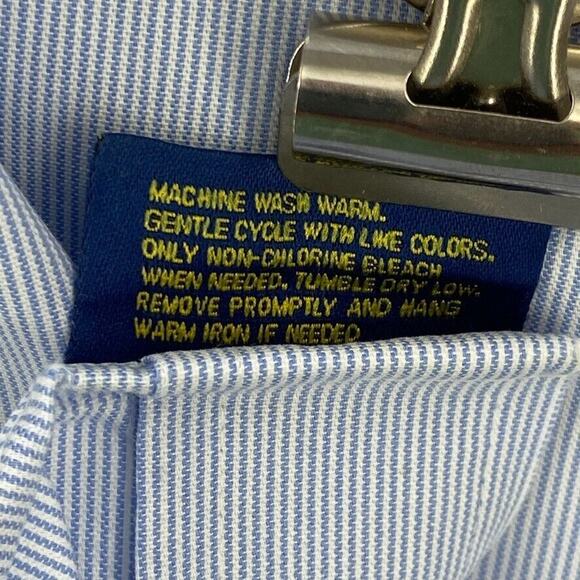 MACHINE WASH WARM.
GENTLE CYCLE WITH LIKE COLORS.
ONLY NON-CHLORINE BLEACH
WHEN NEEDED. TUMBLE DRY LOW.
REMOVE PROMPTLY AND HANG
WARM IRON IF NEEDED